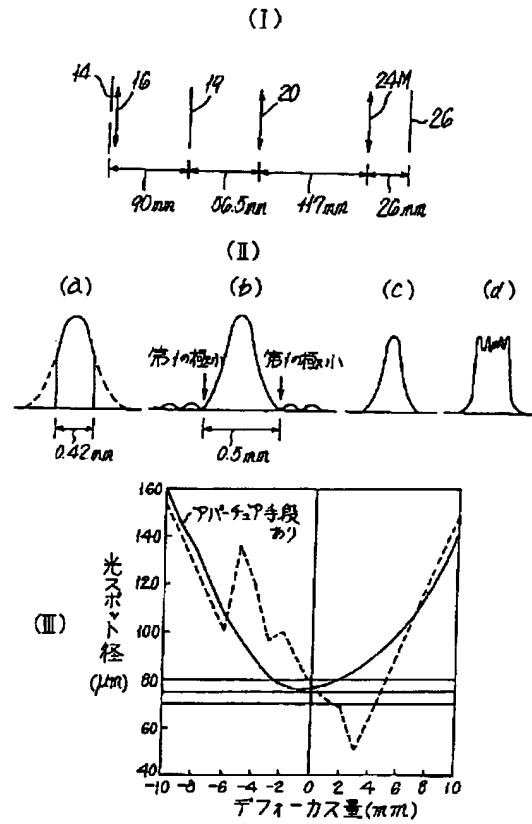 (I)
14 16 19 20 24M 26
90mm 56.5mm 117mm 26mm
(II)
(a) (b) (c) (d)
第1の極小 第1の極小
0.42mm 0.5mm
(III)
160
140
120
100
80
60
40
アパーチュア手段
あり
光スポット経
(μm)
-10 -8 -6 -4 -2 0 2 4 6 8 10
デフォーカス量(mm)